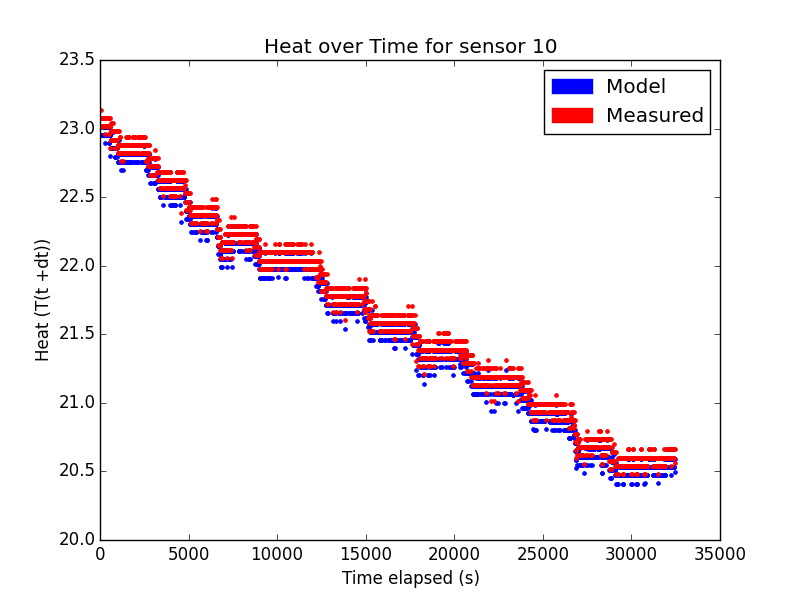 Heat over Time for sensor 10
23.5
23.0
22.5
22.0
21.5
21.0
20.5
20.0
Heat (T(t +dt))
Model
Measured
0 5000 10000 15000 20000 25000 30000 35000
Time elapsed (s)